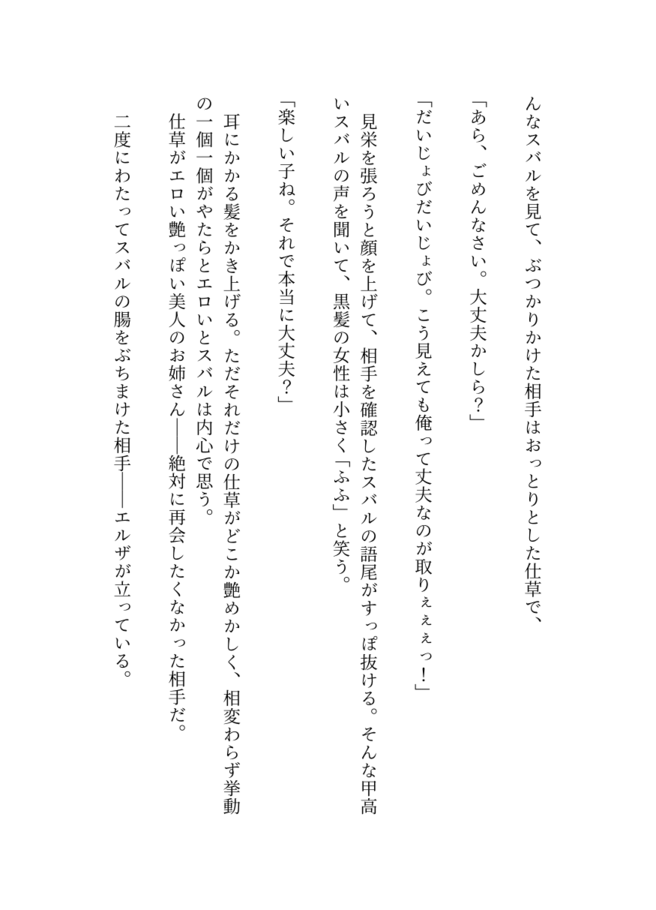 んなスバルを見て、ぶつかりかけた相手はおっとりとした仕草で、
「あら、ごめんなさい。大丈夫かしら？」
「だいじょびだいじょび。こう見えても俺って丈夫なのが取りぇぇぇっ！」
見栄を張ろうと顔を上げて、相手を確認したスバルの語尾がすっぽ抜ける。そんな甲高
いスバルの声を聞いて、黒髪の女性は小さく「ふふ」と笑う。
「楽しい子ね。それで本当に大丈夫？」
耳にかかる髪をかき上げる。ただそれだけの仕草がどこか艶めかしく、相変わらず挙動
の一個一個がやたらとエロいとスバルは内心で思う。
仕草がエロい艶っぽい美人のお姉さん――絶対に再会したくなかった相手だ。
二度にわたってスバルの腸をぶちまけた相手――エルザが立っている。